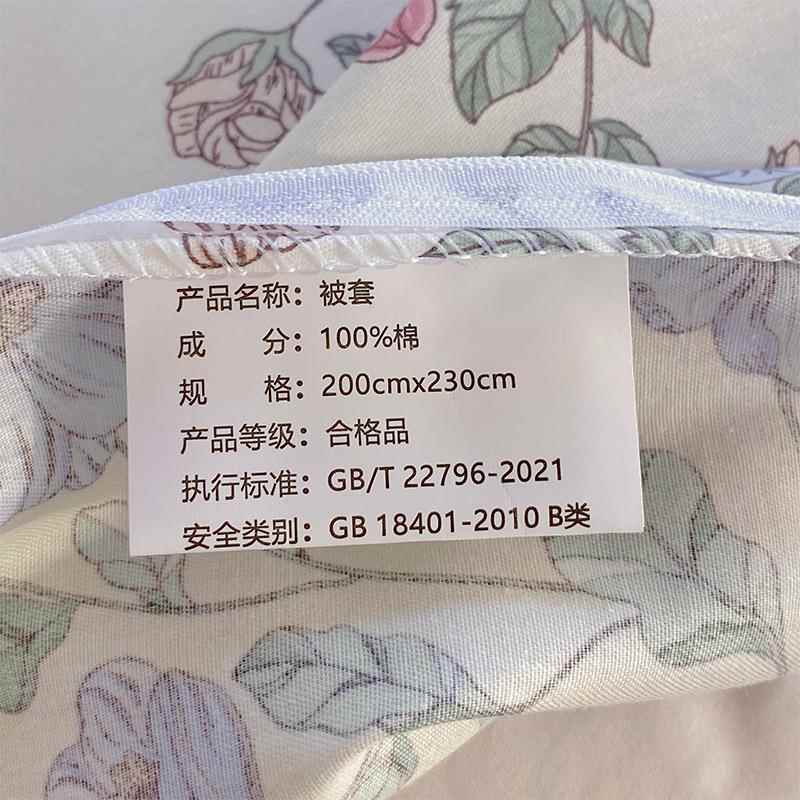 产品名称：被套
成 分：100%棉
规 格：200cmx230cm
产品等级：合格品
执行标准：GB/T 22796-2021
安全类别：GB 18401-2010 B类